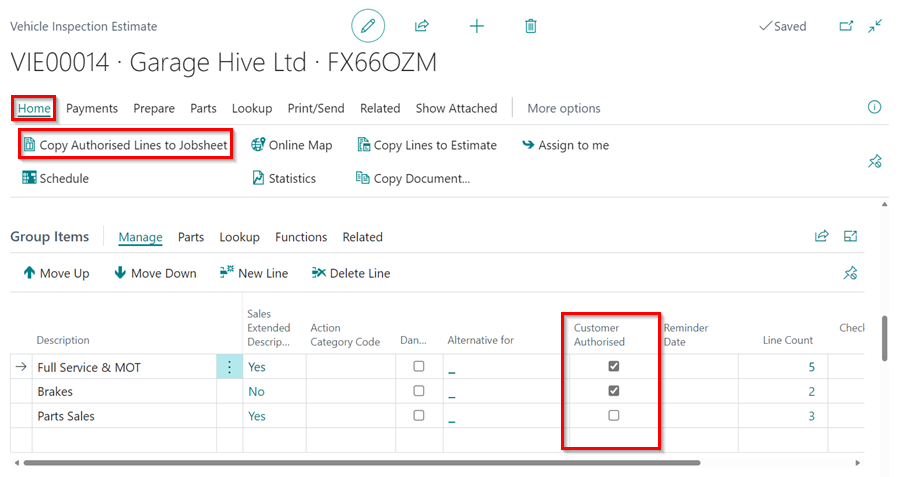 Vehicle Inspection Estimate
Saved
VIE00014 · Garage Hive Ltd · FX66OZM
Home Payments Prepare Parts Lookup Print/Send Related Show Attached More options
Copy Authorised Lines to Jobsheet Online Map Copy Lines to Estimate Assign to me
Schedule Statistics Copy Document...
Group Items Manage Parts Lookup Functions Related
Move Up Move Down New Line Delete Line
Sales
Extended
Descrip...
Action
Category Code
Customer
Authorised
Reminder
Date
Description Dan... Alternative for Line Count Check
Full Service & MOT Yes _ 5
Brakes No _ 2
Parts Sales Yes _ 3